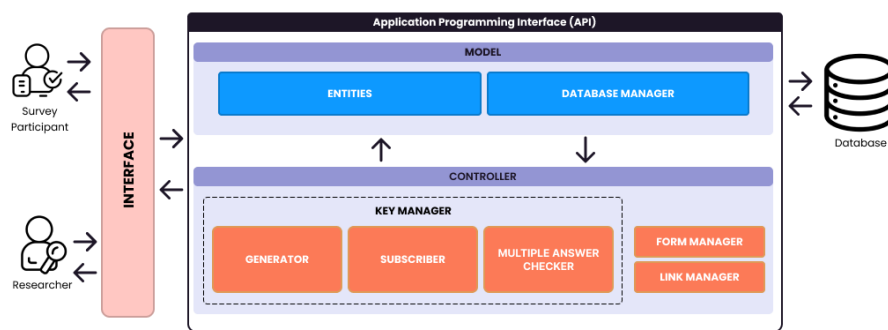 Application Programming Interface (API)
MODEL
ENTITIES
DATABASE MANAGER
Survey
Participant
INTERFACE
Database
CONTROLLER
KEY MANAGER
GENERATOR
SUBSCRIBER
MULTIPLE ANSWER
CHECKER
FORM MANAGER
LINK MANAGER
Researcher